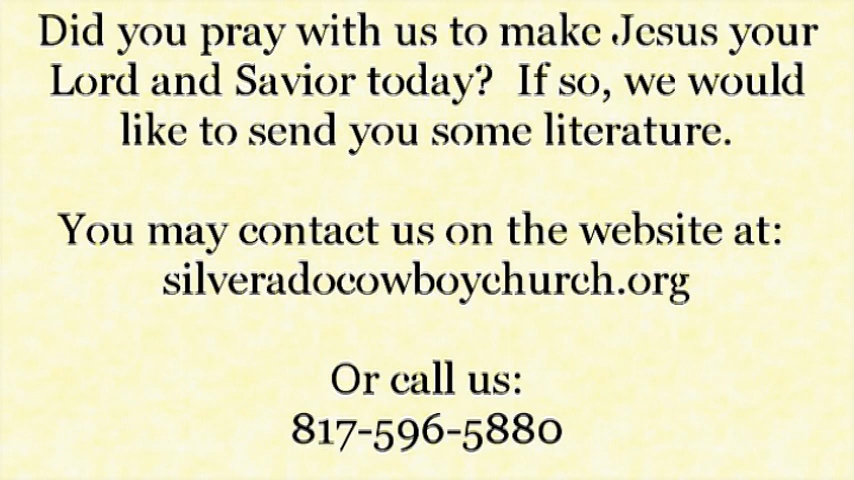 Did you pray with us to make Jesus your
Lord and Savior today?  If so, we would
like to send you some literature.
You may contact us on the website at:
silveradocowboychurch.org
Or call us:
817-596-5880